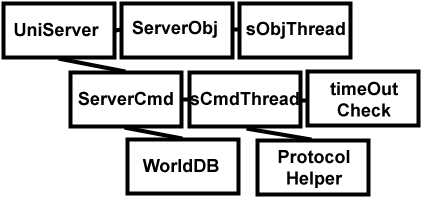 UniServer
ServerObj
sObjThread
ServerCmd
sCmdThread
timeOut
Check
WorldDB
Protocol
Helper